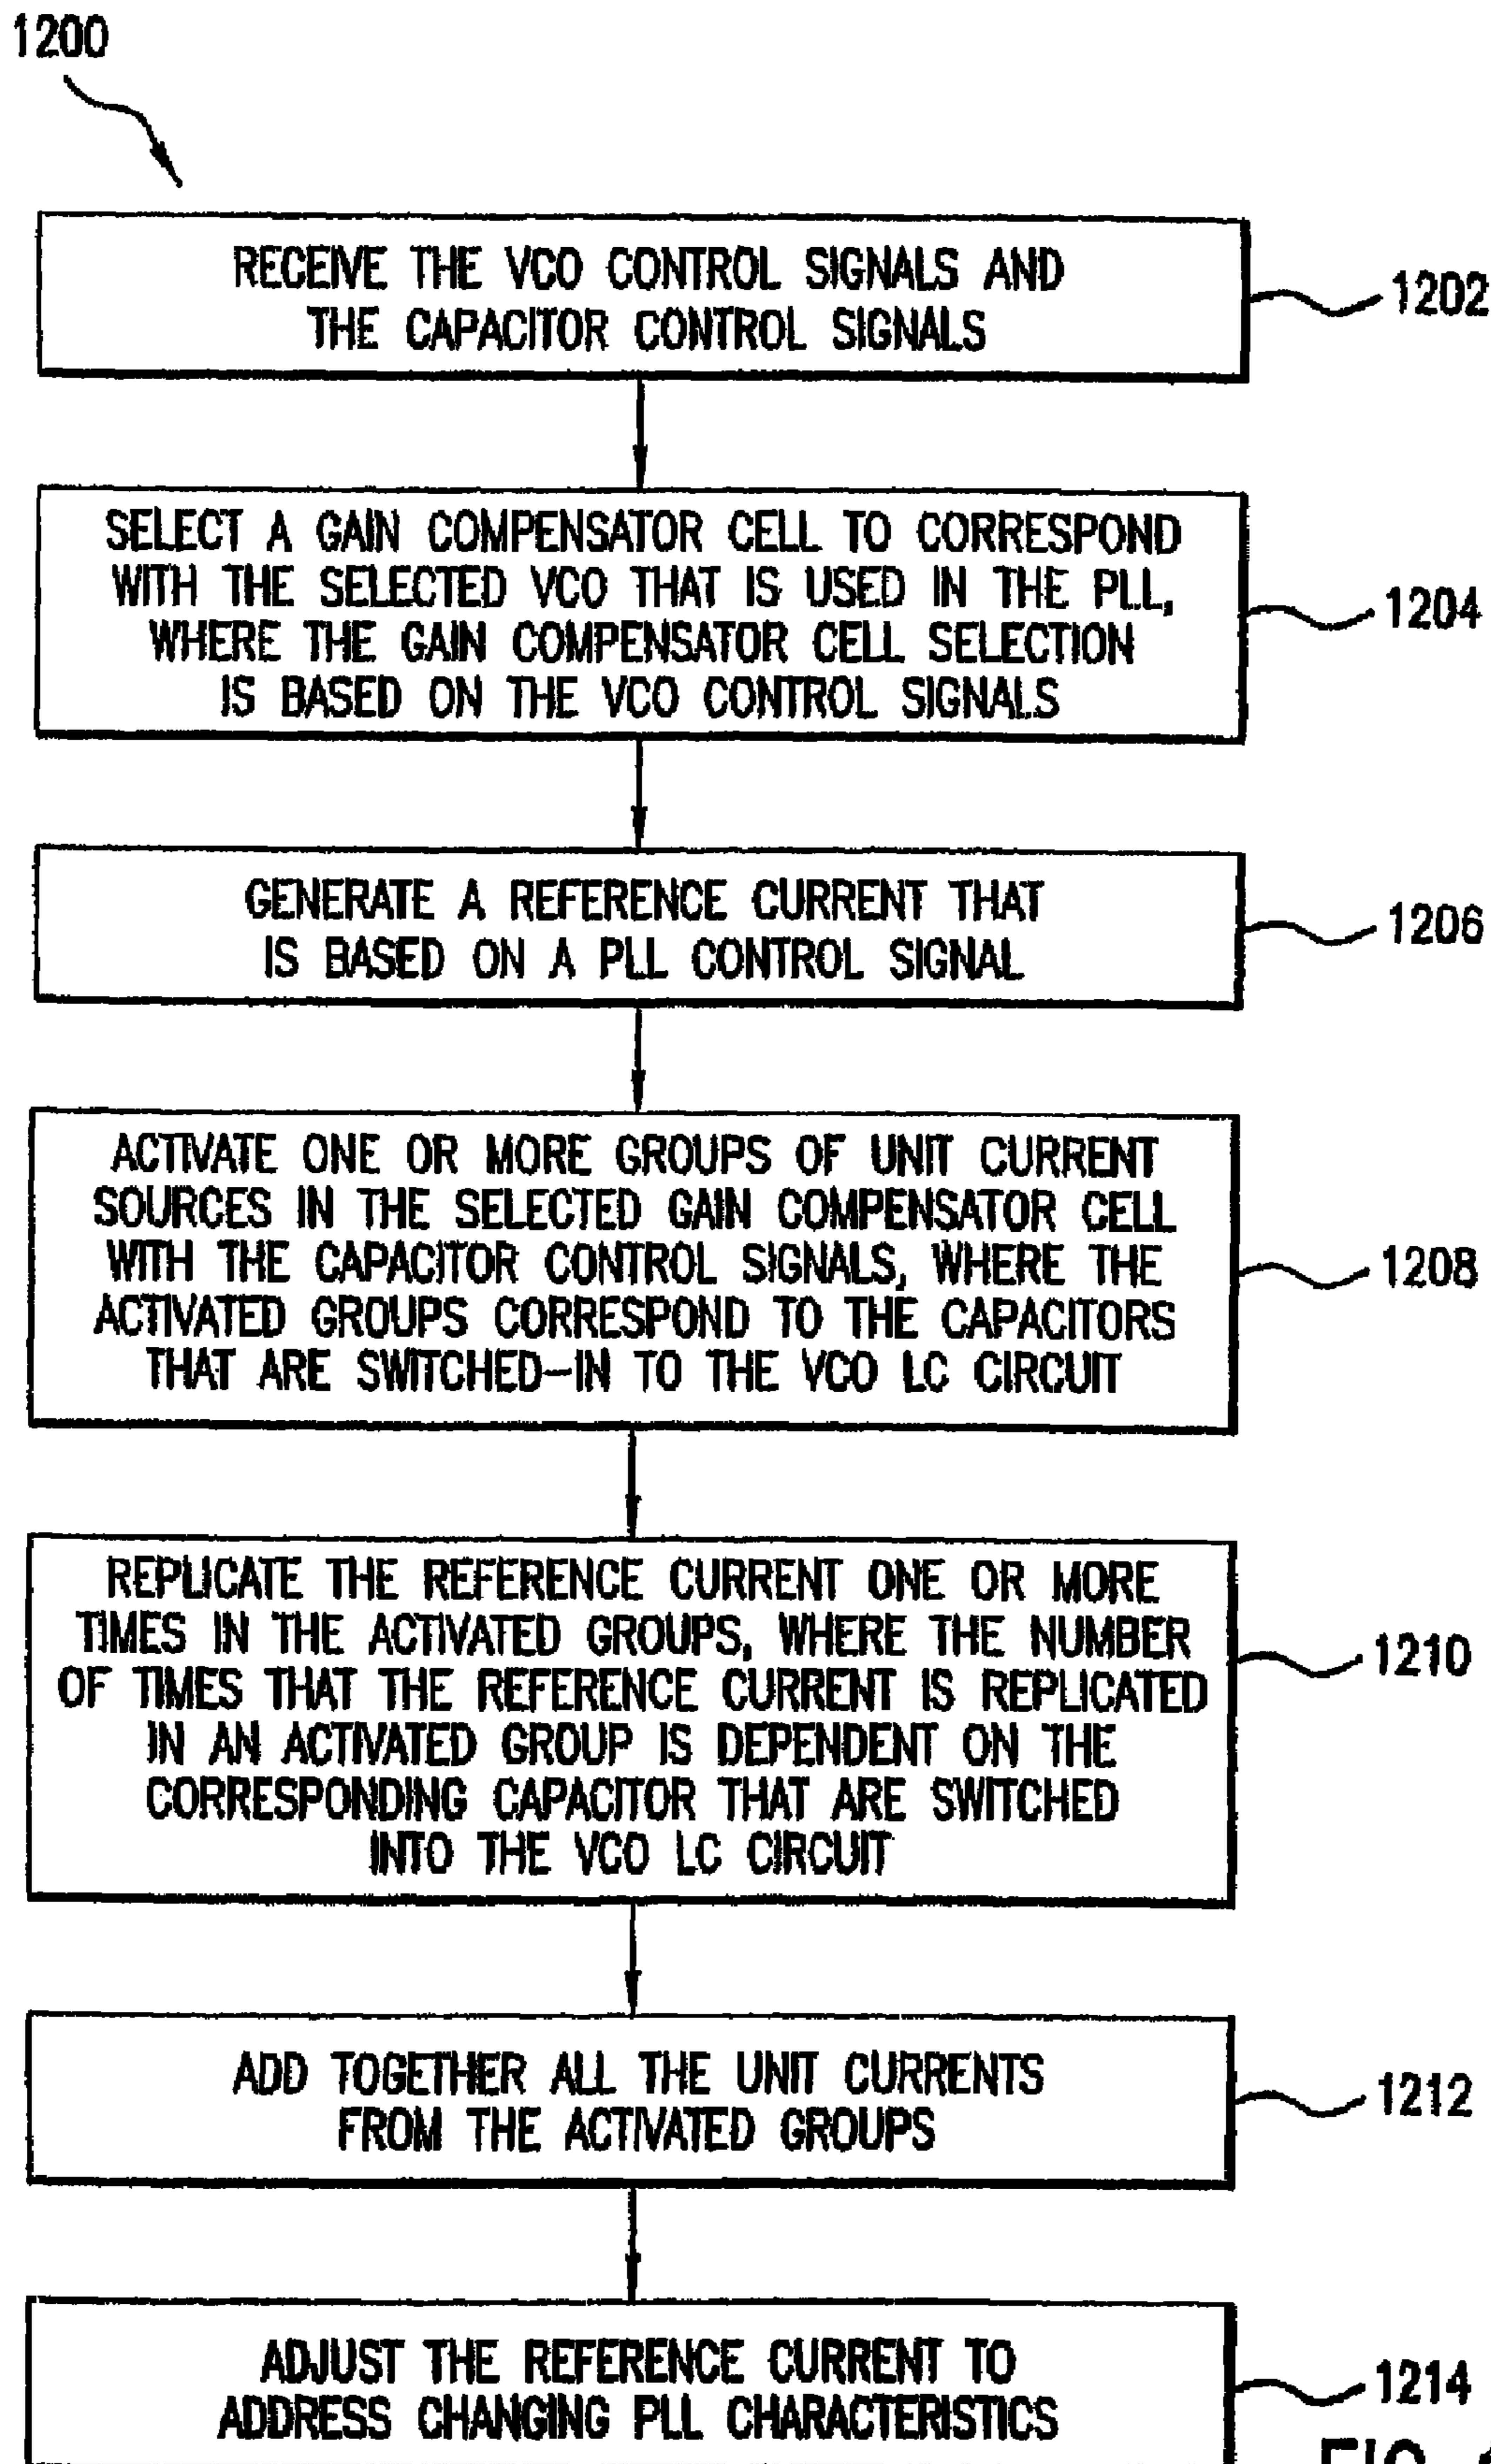 1200
RECEIVE THE VCO CONTROL SIGNALS AND
THE CAPACITOR CONTROL SIGNALS
1202
SELECT A GAIN COMPENSATOR CELL TO CORRESPOND
WITH THE SELECTED VCO THAT IS USED IN THE PLL,
WHERE THE GAIN COMPENSATOR CELL SELECTION
IS BASED ON THE VCO CONTROL SIGNALS
1204
GENERATE A REFERENCE CURRENT THAT
IS BASED ON A PLL CONTROL SIGNAL
1206
ACTIVATE ONE OR MORE GROUPS OF UNIT CURRENT
SOURCES IN THE SELECTED GAIN COMPENSATOR CELL
WITH THE CAPACITOR CONTROL SIGNALS, WHERE THE
ACTIVATED GROUPS CORRESPOND TO THE CAPACITORS
THAT ARE SWITCHED-IN TO THE VCO LC CIRCUIT
1208
REPLICATE THE REFERENCE CURRENT ONE OR MORE
TIMES IN THE ACTIVATED GROUPS, WHERE THE NUMBER
OF TIMES THAT THE REFERENCE CURRENT IS REPLICATED
IN AN ACTIVATED GROUP IS DEPENDENT ON THE
CORRESPONDING CAPACITOR THAT ARE SWITCHED
INTO THE VCO LC CIRCUIT
1210
ADD TOGETHER ALL THE UNIT CURRENTS
FROM THE ACTIVATED GROUPS
1212
ADJUST THE REFERENCE CURRENT TO
ADDRESS CHANGING PLL CHARACTERISTICS
1214